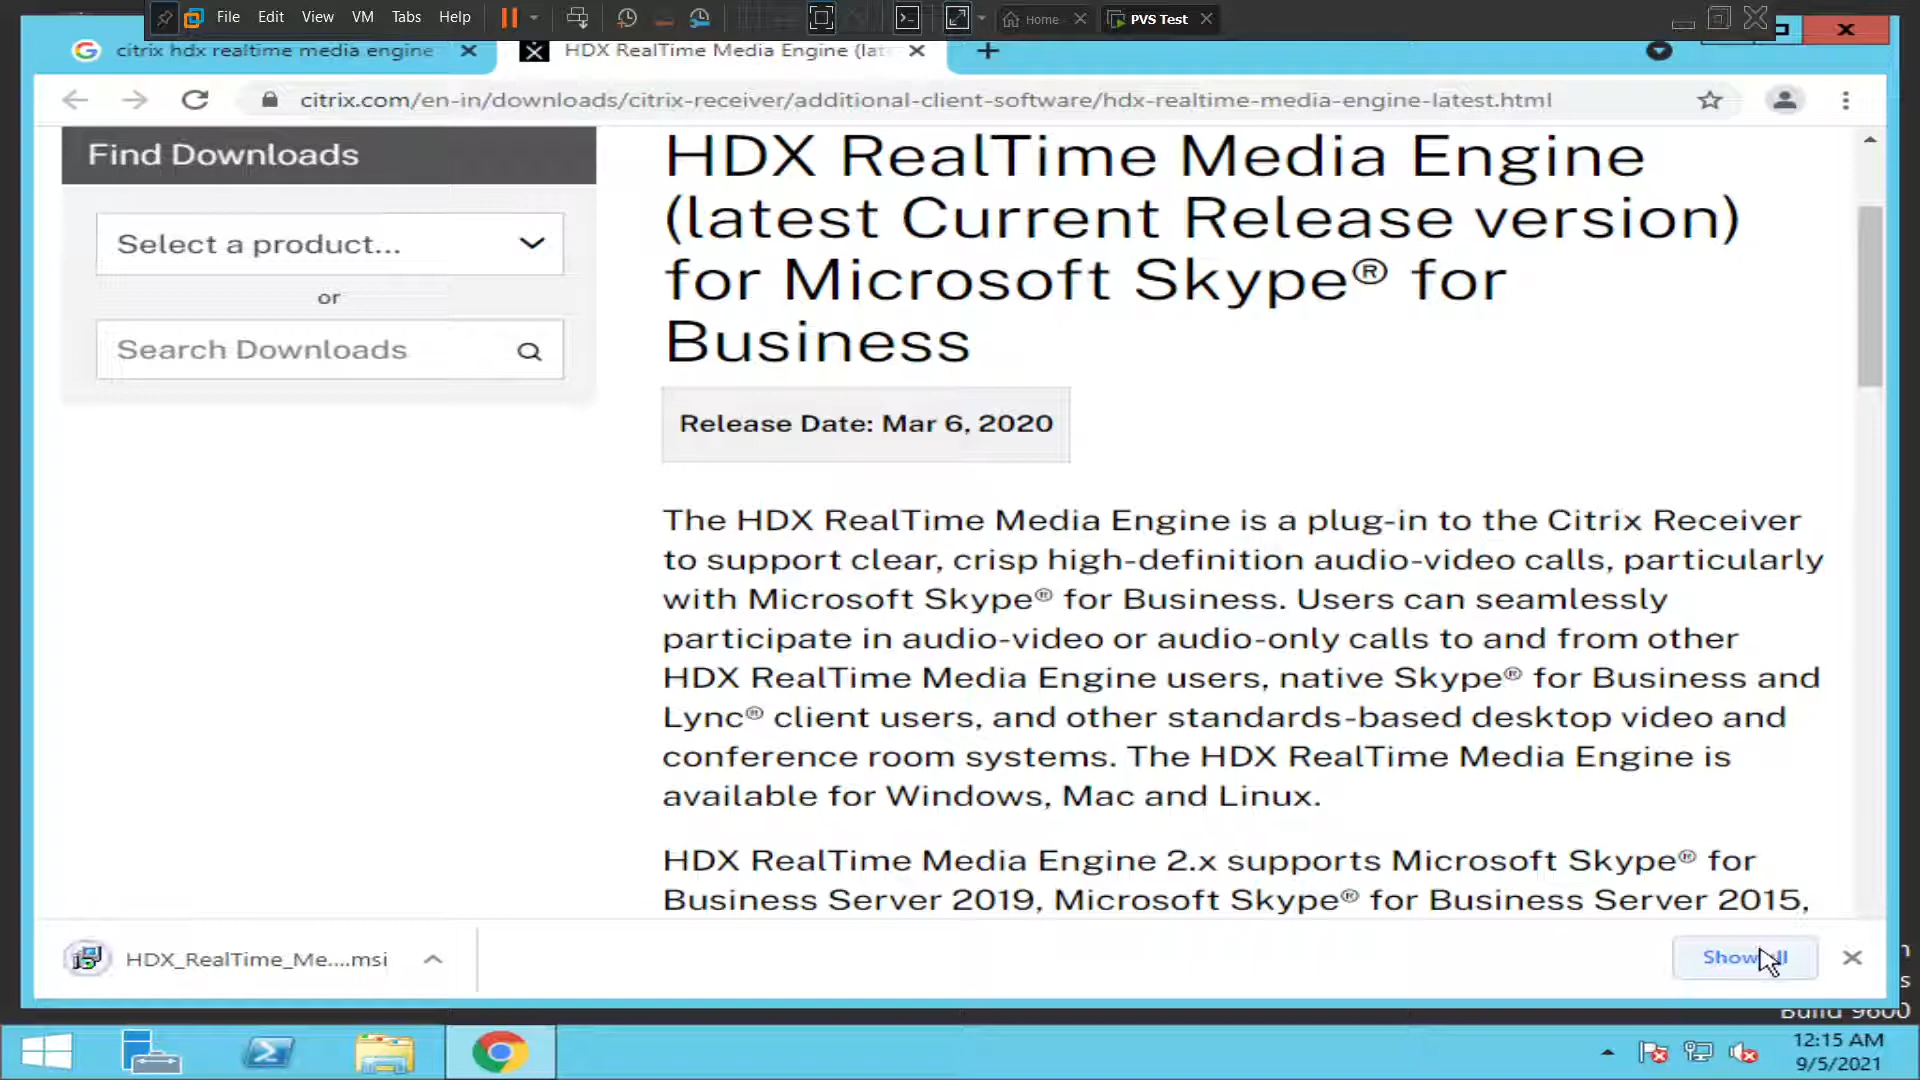 File Edit View VM Tabs Help
Home
PVS Test
citrix hdx realtime media engine
HDX RealTime Media Engine (lat
citrix.com/en-in/downloads/citrix-receiver/additional-client-software/hdx-realtime-media-engine-latest.html
Find Downloads
Select a product...
or
Search Downloads
HDX RealTime Media Engine
(latest Current Release version)
for Microsoft Skype® for
Business
Release Date: Mar 6, 2020
The HDX RealTime Media Engine is a plug-in to the Citrix Receiver
to support clear, crisp high-definition audio-video calls, particularly
with Microsoft Skype® for Business. Users can seamlessly
participate in audio-video or audio-only calls to and from other
HDX RealTime Media Engine users, native Skype® for Business and
Lync® client users, and other standards-based desktop video and
conference room systems. The HDX RealTime Media Engine is
available for Windows, Mac and Linux.
HDX RealTime Media Engine 2.x supports Microsoft Skype® for
Business Server 2019, Microsoft Skype® for Business Server 2015,
HDX_RealTime_Me....msi
Show all
Build 9600
12:15 AM
9/5/2021